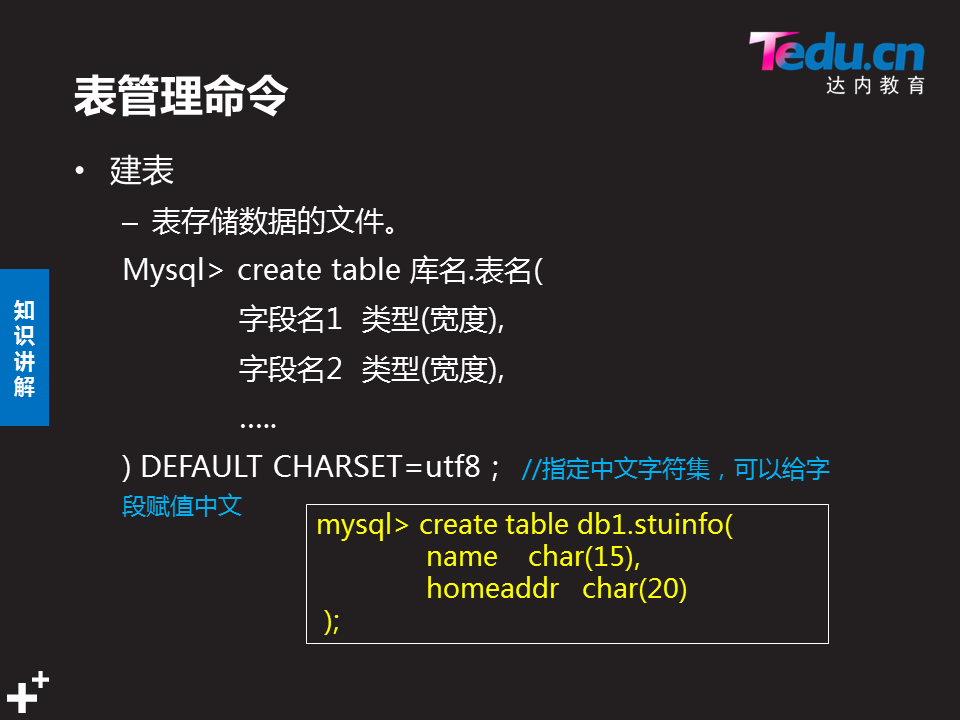 Tedu.cn
达内教育
表管理命令
• 建表
– 表存储数据的文件。
Mysql> create table 库名.表名(
字段名1 类型(宽度),
字段名2 类型(宽度),
…..
) DEFAULT CHARSET=utf8 ; //指定中文字符集，可以给字
段赋值中文
知识讲解
mysql> create table db1.stuinfo(
name char(15),
homeaddr char(20)
);